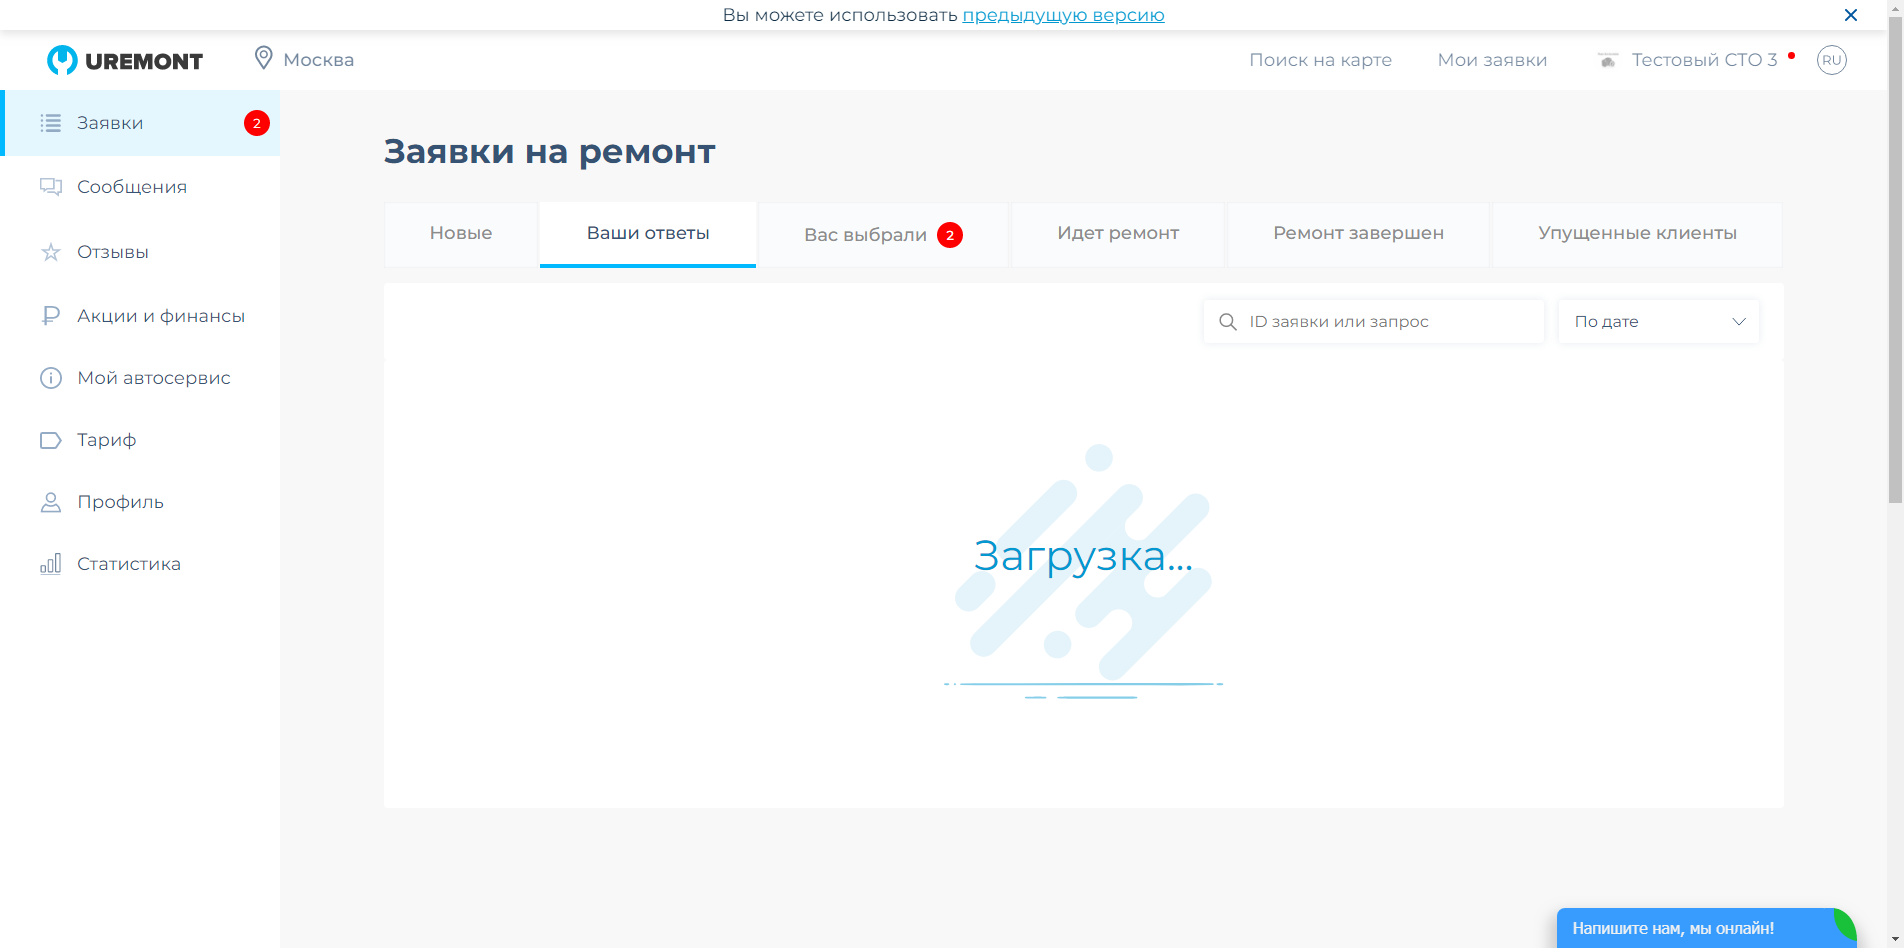 Вы можете использовать предыдущую версию
UREMONT
Москва
Поиск на карте
Мои заявки
Тестовый СТО 3
RU
Заявки
2
Сообщения
Отзывы
Акции и финансы
Мой автосервис
Тариф
Профиль
Статистика
Заявки на ремонт
Новые
Ваши ответы
Вас выбрали 2
Идет ремонт
Ремонт завершен
Упущенные клиенты
ID заявки или запрос
По дате
Загрузка...
Напишите нам, мы онлайн!